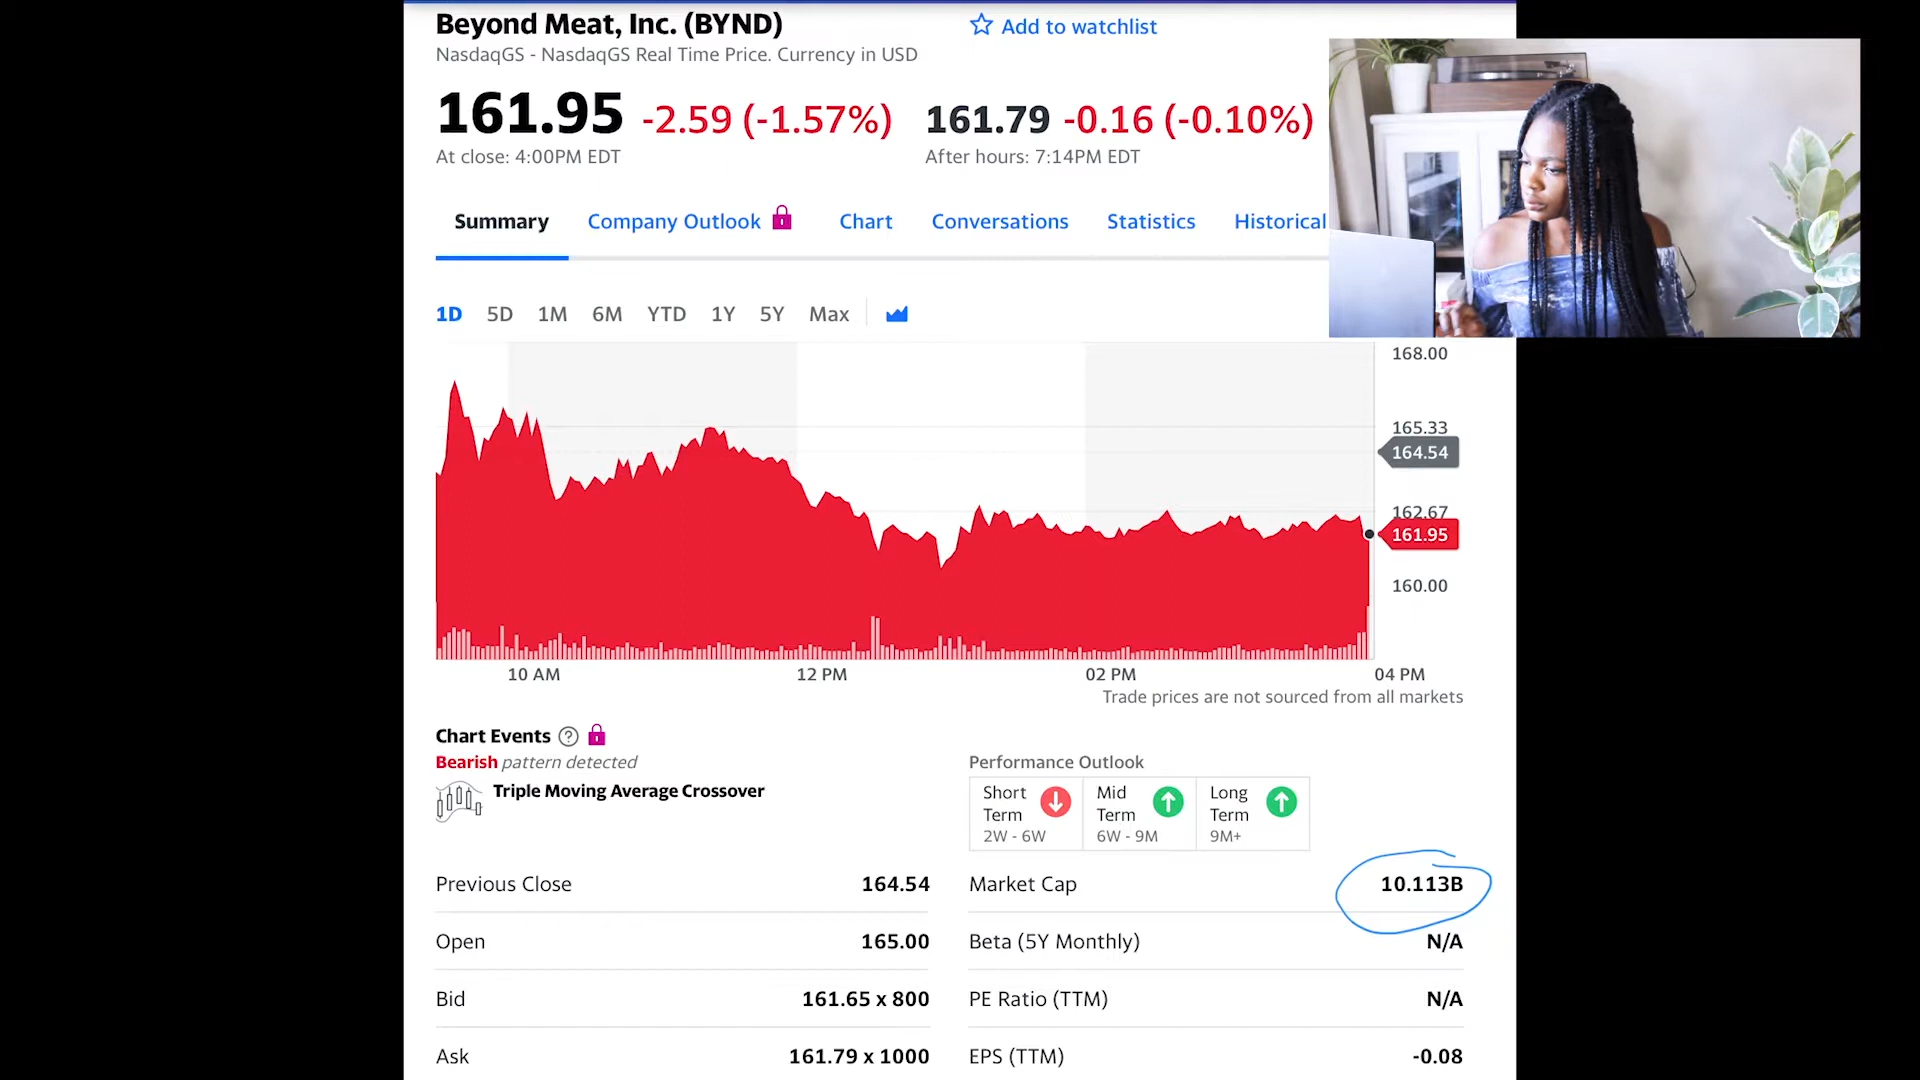 Beyond Meat, Inc. (BYND)
Add to watchlist
NasdaqGS - NasdaqGS Real Time Price. Currency in USD
161.95 -2.59 (-1.57%)
161.79 -0.16 (-0.10%)
At close: 4:00PM EDT
After hours: 7:14PM EDT
Summary Company Outlook Chart Conversations Statistics Historical
1D 5D 1M 6M YTD 1Y 5Y Max
168.00
165.33
164.54
162.67
161.95
160.00
10 AM 12 PM 02 PM 04 PM
Trade prices are not sourced from all markets
Chart Events ?
Bearish pattern detected
Triple Moving Average Crossover
Performance Outlook
Short Term 2W - 6W
Mid Term 6W - 9M
Long Term 9M+
Previous Close 164.54
Market Cap 10.113B
Open 165.00
Beta (5Y Monthly) N/A
Bid 161.65 x 800
PE Ratio (TTM) N/A
Ask 161.79 x 1000
EPS (TTM) -0.08